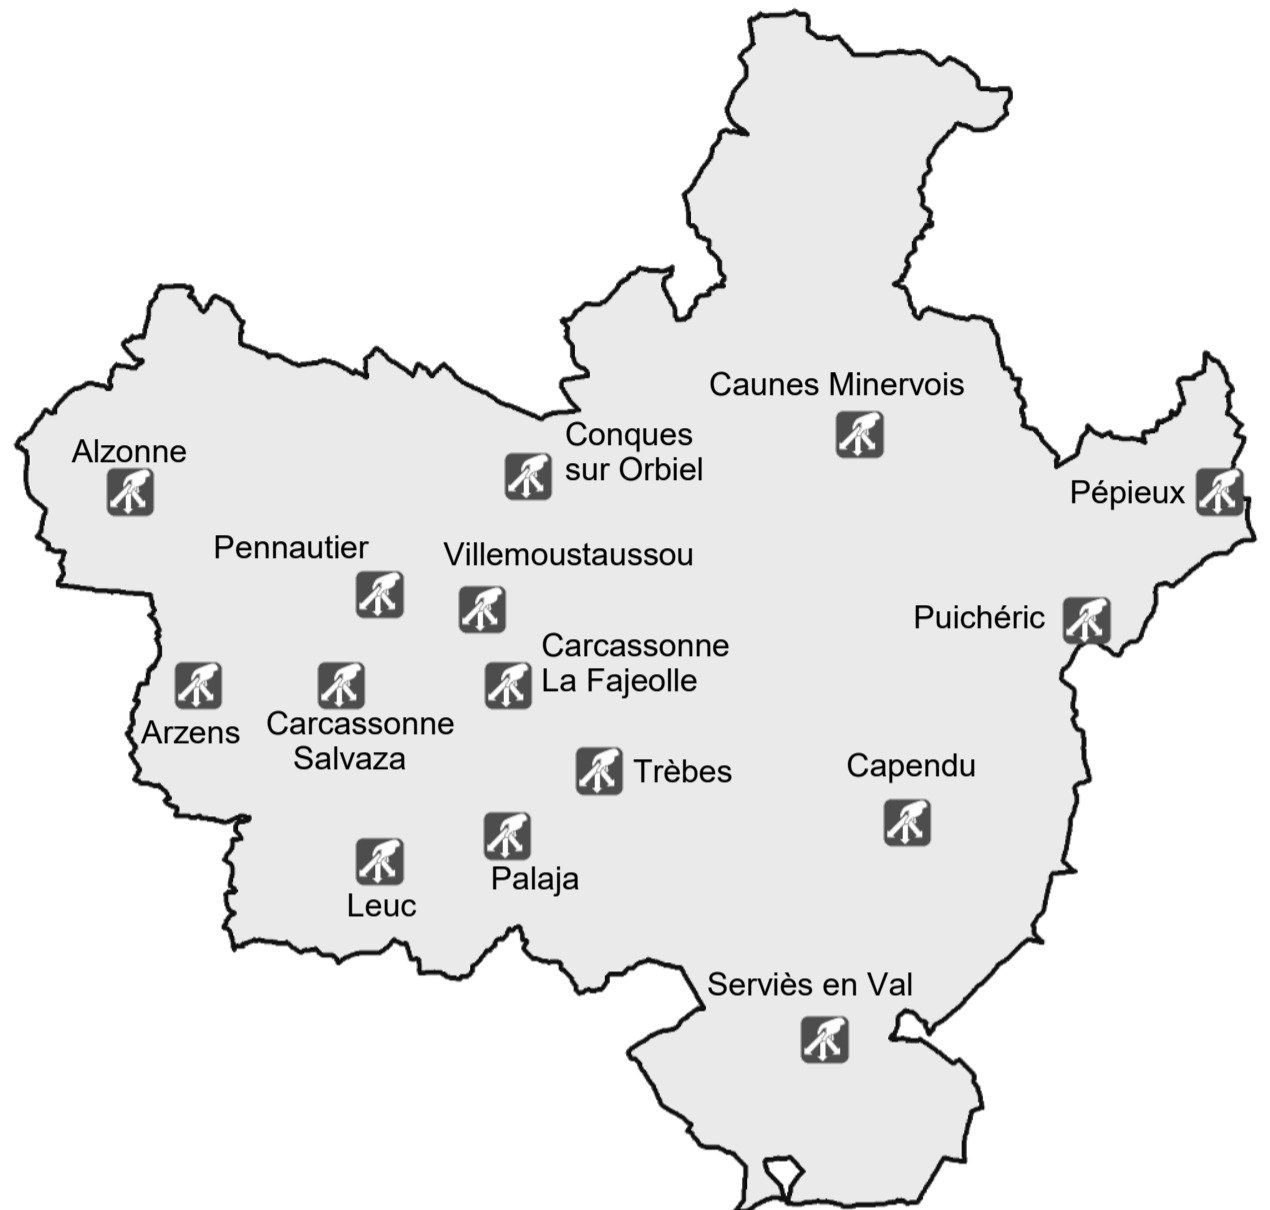 Caunes Minervois
Conques
sur Orbiel
Alzonne
Pépieux
Pennautier
Villemoustaussou
Puichéric
Carcassonne
La Fajeolle
Arzens
Carcassonne
Salvaza
Trèbes
Capendu
Palaja
Leuc
Serviès en Val